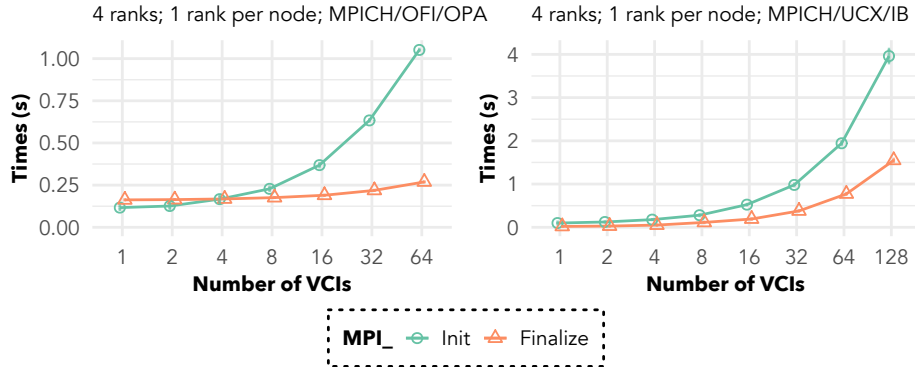 4 ranks; 1 rank per node; MPICH/OFI/OPA
1.00
0.75
0.50
0.25
0.00
Times (s)
1 2 4 8 16 32 64
Number of VCIs
4 ranks; 1 rank per node; MPICH/UCX/IB
4
3
2
1
0
Times (s)
1 2 4 8 16 32 64 128
Number of VCIs
MPI_ Init Finalize